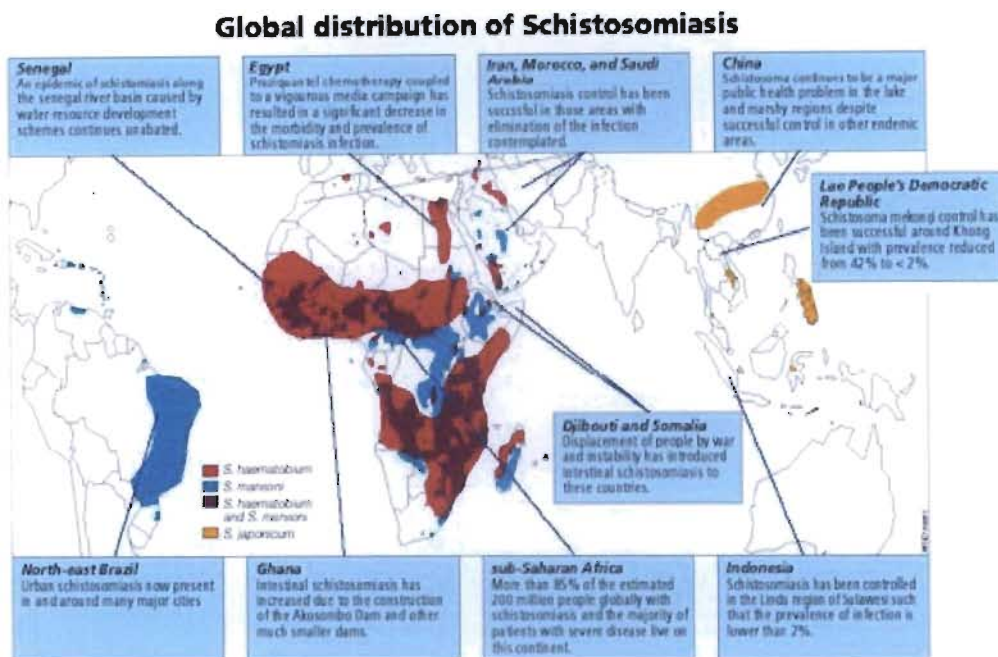 Global distribution of Schistosomiasis
Senegal
An epidemic of schistimiasis along
the senegal river basin caused by
water resource development
schemes continues unabated.
Egypt
Praziquantel chemotherapy coupled
to a vigourous media campaign has
resulted in a significant decrease in
the morbidity and prevalence of
schistimiasis infection.
Iran, Morocco, and Saudi
Arabia
Schistosomiasis control has been
succesful in those areas with
elimination of the infection
contemplated.
China
Schistosoma continues to be a major
public health problem in the lake
and marshy regions despite
successful control in other endemic
areas.
Lao People's Democratic
Republic
Schistosoma mekongi control has
been successful around Khong
Island with prevalence reduced
from 42% to < 2%.
Djibouti and Somalia
Displacement of people by war
and instability has introduced
intestinal schistosomiasis to
these countries.
S. haematobium
S. mansoni
S. haematobium
and S. mansoni
S. japonicum
North-east Brazil
Urban schistosomiasis now present
in and around many major cities
Ghana
Intestinal schistosomiasis has
increased due to the construction
of the Akosombo Dam and other
much smaller dams.
sub-Saharan Africa
More than 85% of the estimated
200 million people globally with
schistosomiasis and the majority of
patients with severe disease live on
this continent.
Indonesia
Schistosomiasis has been controlled
in the Lindu region of Sulawesi such
that the prevalence of infection is
lower than 2%.